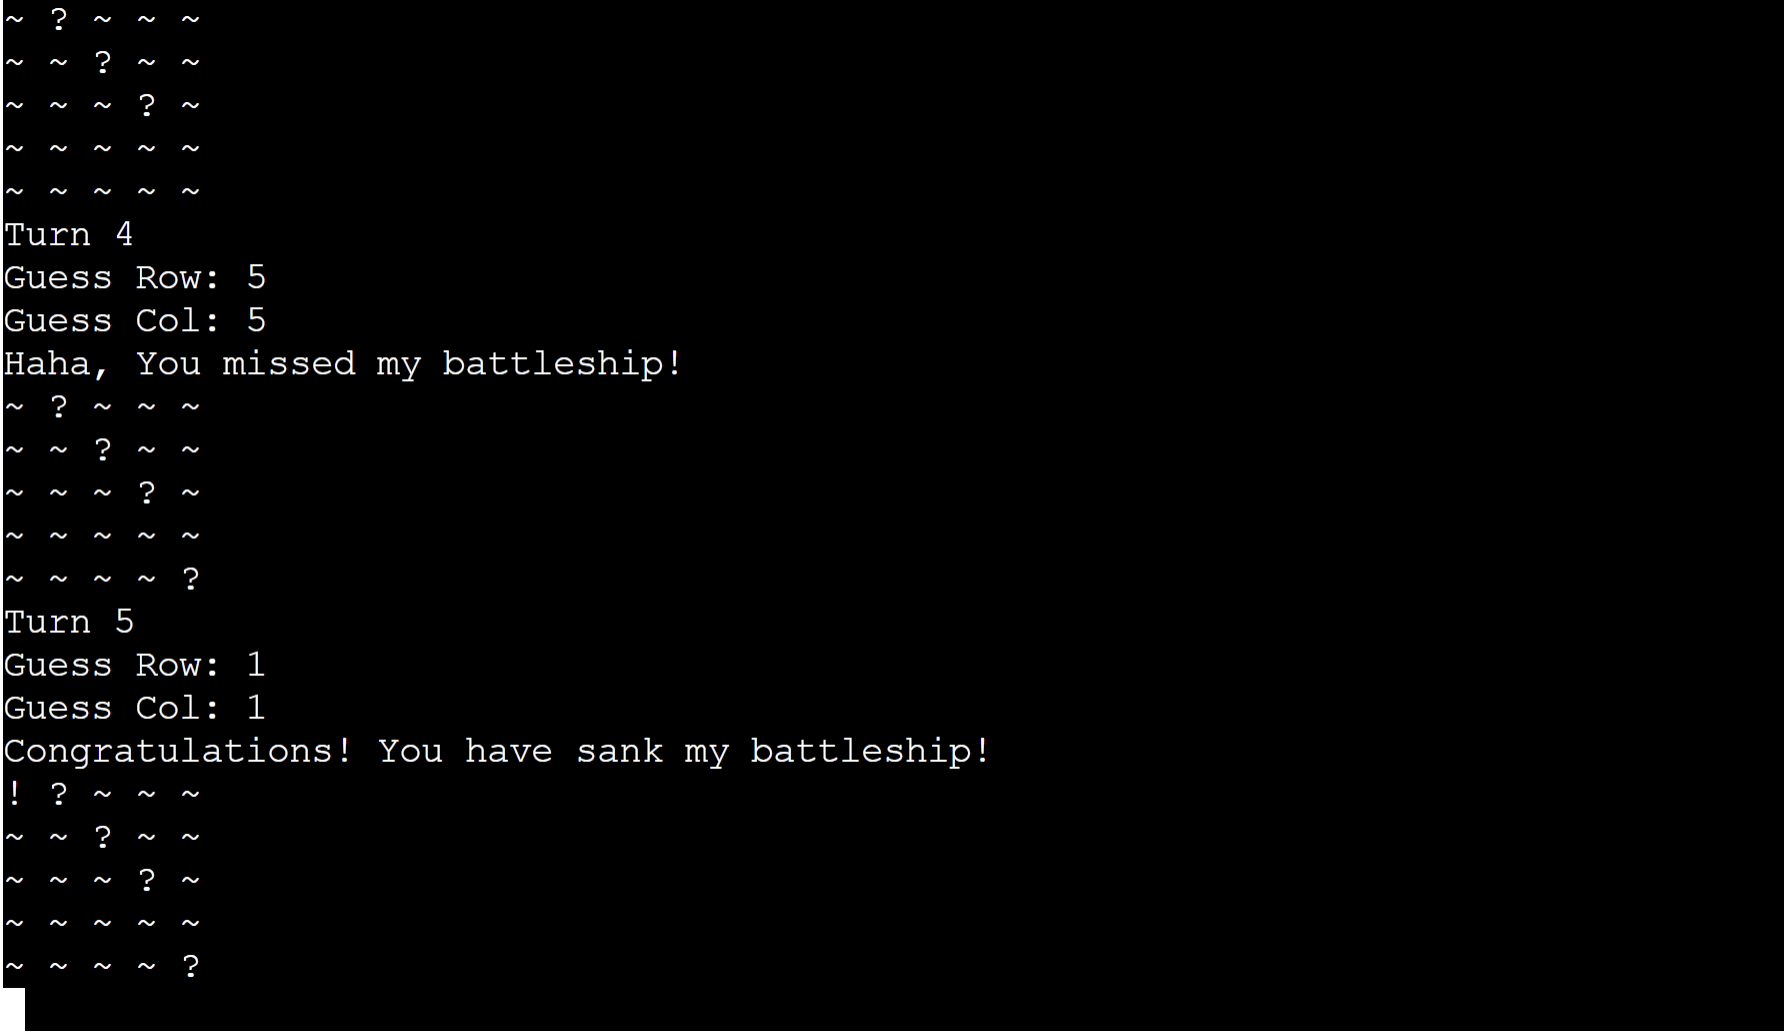 ~ ? ~ ~ ~
~ ~ ? ~ ~
~ ~ ~ ? ~
~ ~ ~ ~ ~
~ ~ ~ ~ ~
Turn 4
Guess Row: 5
Guess Col: 5
Haha, You missed my battleship!
~ ? ~ ~ ~
~ ~ ? ~ ~
~ ~ ~ ? ~
~ ~ ~ ~ ~
~ ~ ~ ~ ?
Turn 5
Guess Row: 1
Guess Col: 1
Congratulations! You have sank my battleship!
! ? ~ ~ ~
~ ~ ? ~ ~
~ ~ ~ ? ~
~ ~ ~ ~ ~
~ ~ ~ ~ ?